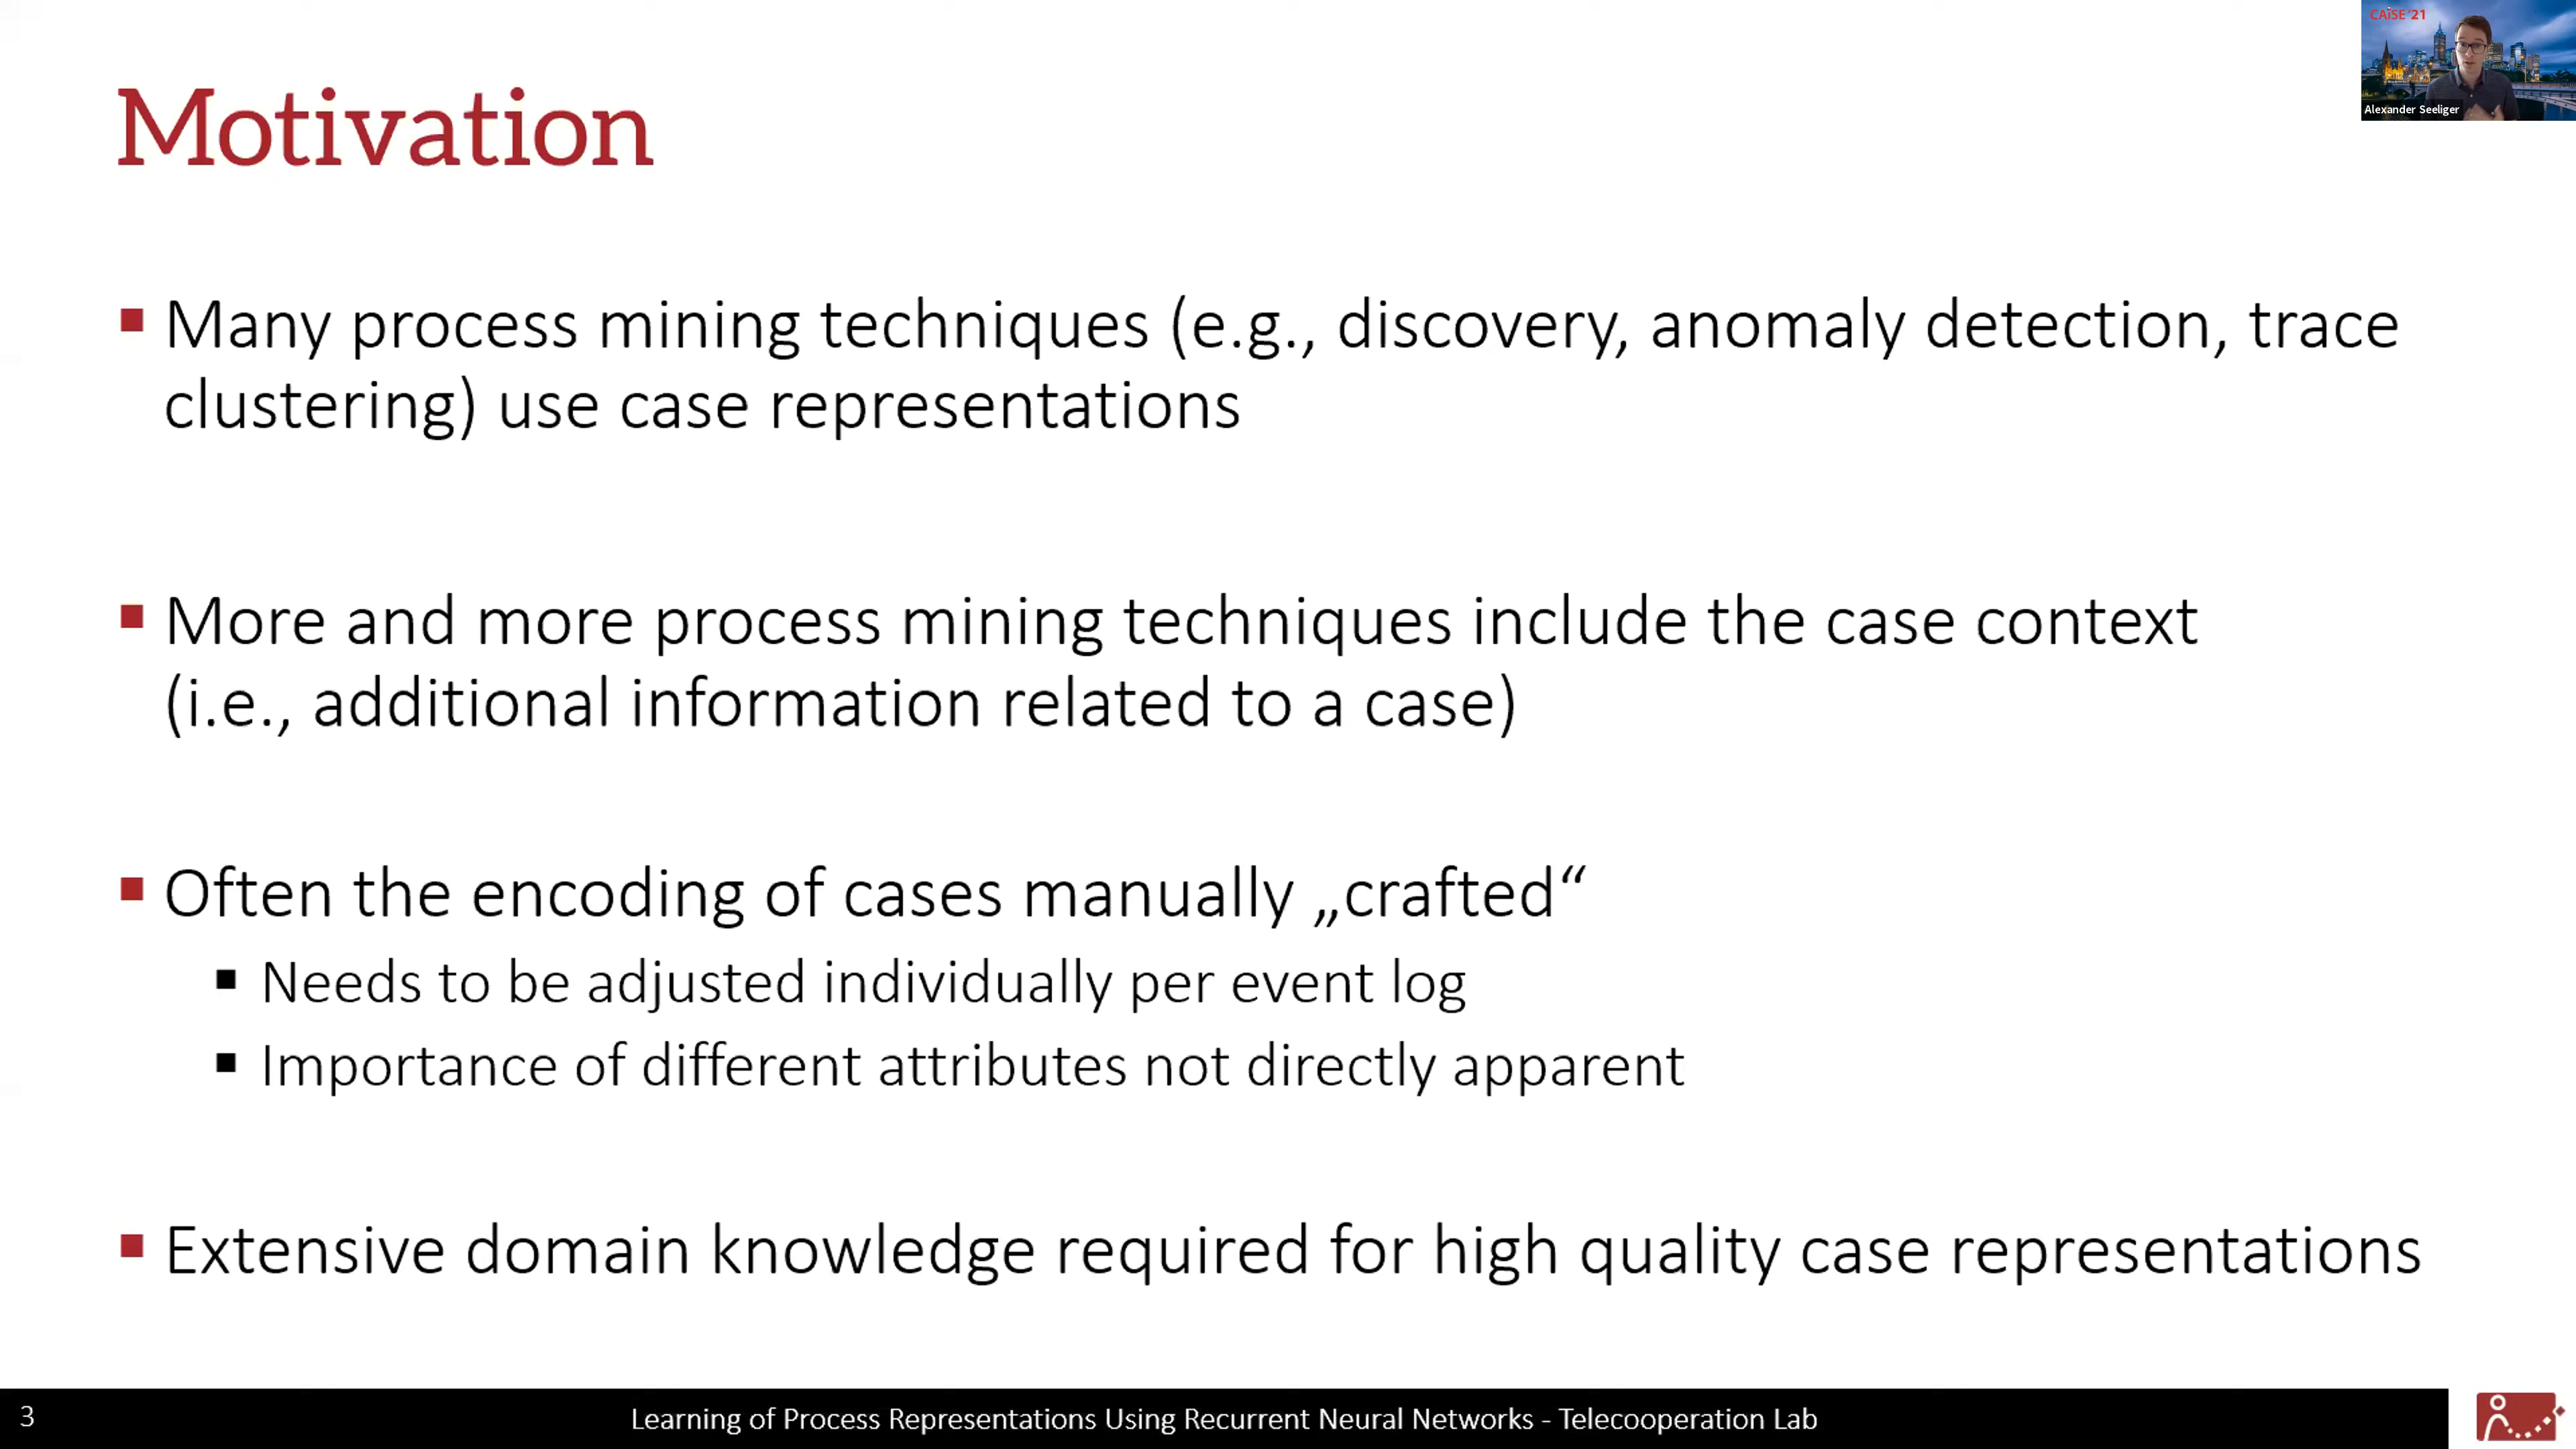 CAiSE '21
Alexander Seeliger
Motivation
Many process mining techniques (e.g., discovery, anomaly detection, trace
clustering) use case representations
More and more process mining techniques include the case context
(i.e., additional information related to a case)
Often the encoding of cases manually „crafted“
Needs to be adjusted individually per event log
Importance of different attributes not directly apparent
Extensive domain knowledge required for high quality case representations
3
Learning of Process Representations Using Recurrent Neural Networks - Telecooperation Lab